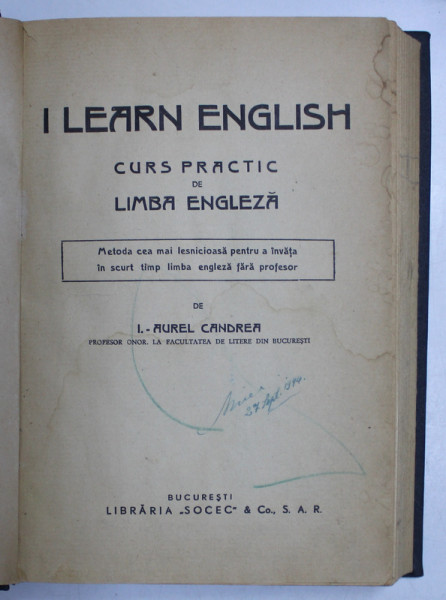 I LEARN ENGLISH
CURS PRACTIC
DE
LIMBA ENGLEZĂ
Metoda cea mai lesnicioasă pentru a învăța
în scurt timp limba engleză fără profesor
DE
I.-AUREL CANDREA
PROFESOR ONOR. LA FACULTATEA DE LITERE DIN BUCUREȘTI
BUCUREȘTI
LIBRĂRIA „SOCEC" & Co., S. A. R.